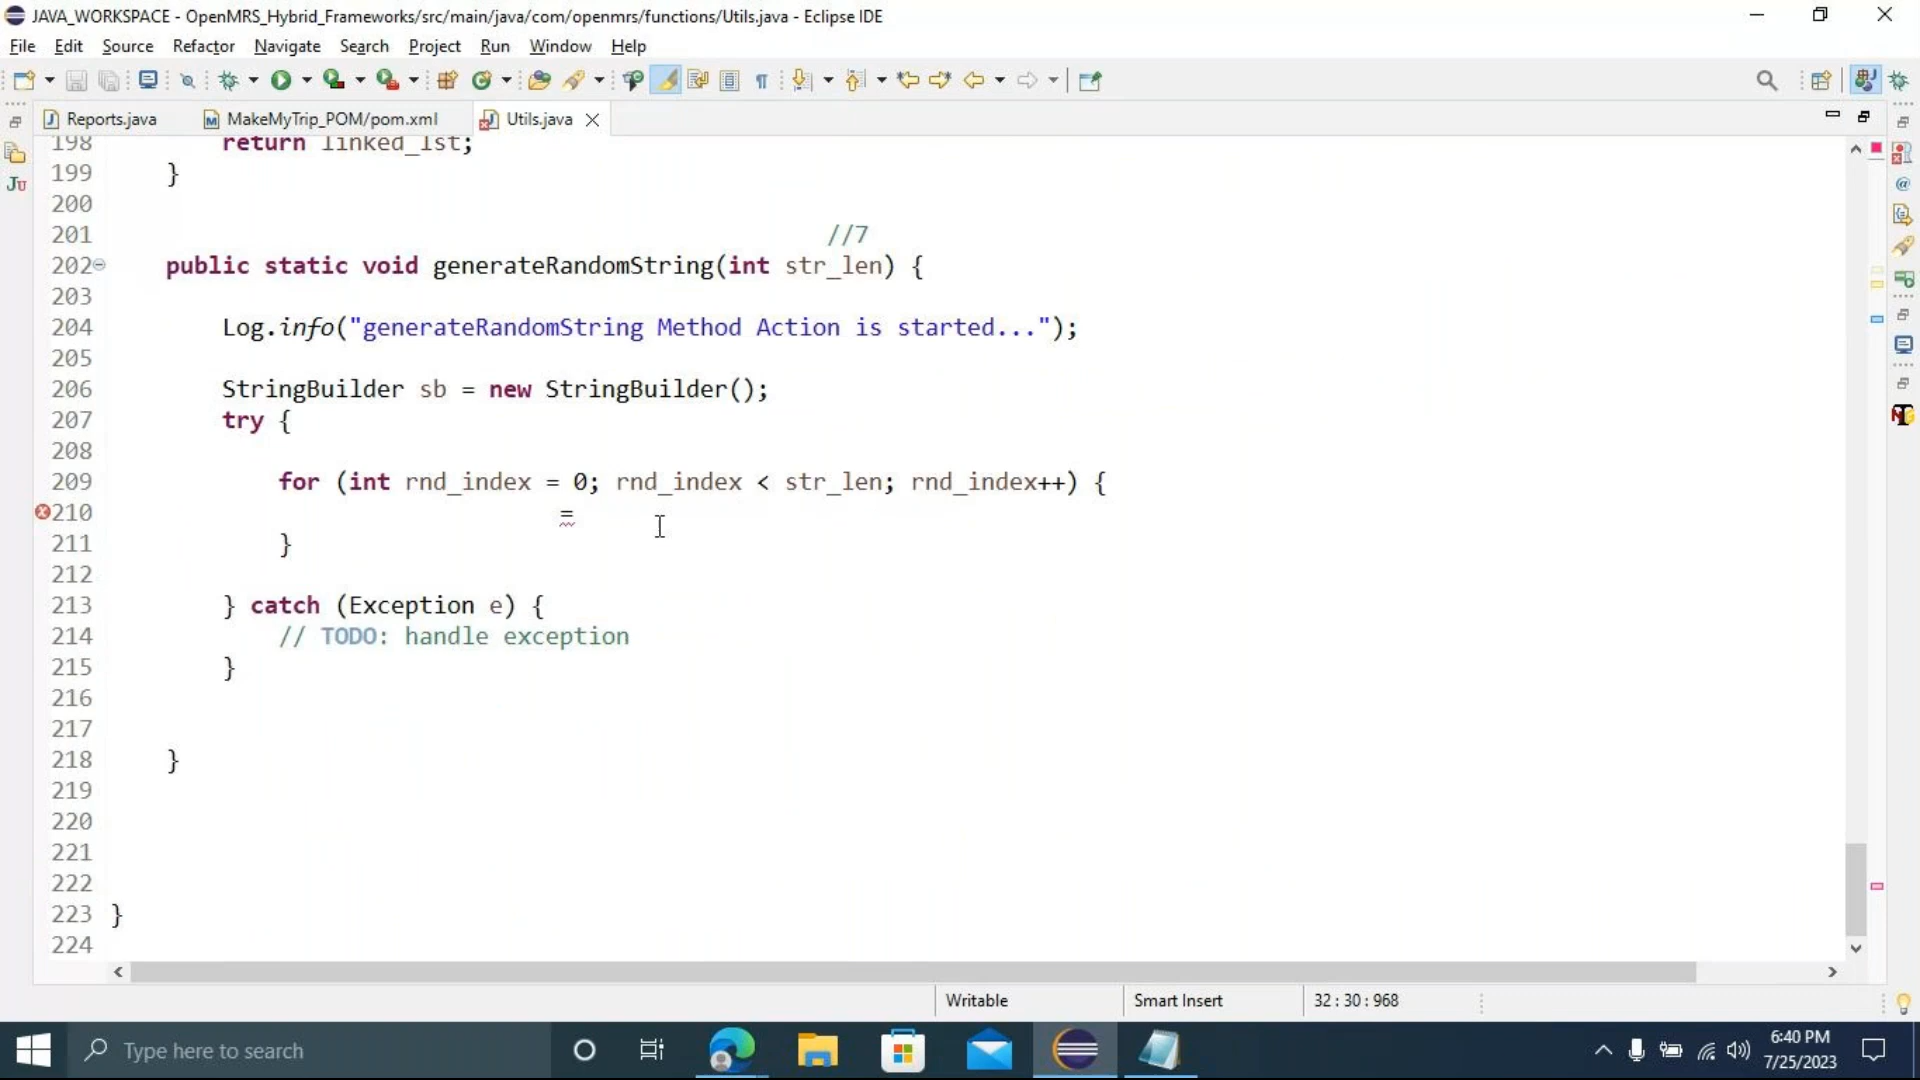 JAVA_WORKSPACE - OpenMRS_Hybrid_Frameworks/src/main/java/com/openmrs/functions/Utils.java - Eclipse IDE
File Edit Source Refactor Navigate Search Project Run Window Help
Reports.java MakeMyTrip_POM/pom.xml Utils.java
198 return linked_lst;
199 }
200
201 //7
202 public static void generateRandomString(int str_len) {
203
204 Log.info("generateRandomString Method Action is started...");
205
206 StringBuilder sb = new StringBuilder();
207 try {
208
209 for (int rnd_index = 0; rnd_index < str_len; rnd_index++) {
210 =
211 }
212
213 } catch (Exception e) {
214 // TODO: handle exception
215 }
216
217
218 }
219
220
221
222
223 }
224
Writable Smart Insert 32 : 30 : 968
Type here to search
6:40 PM
7/25/2023